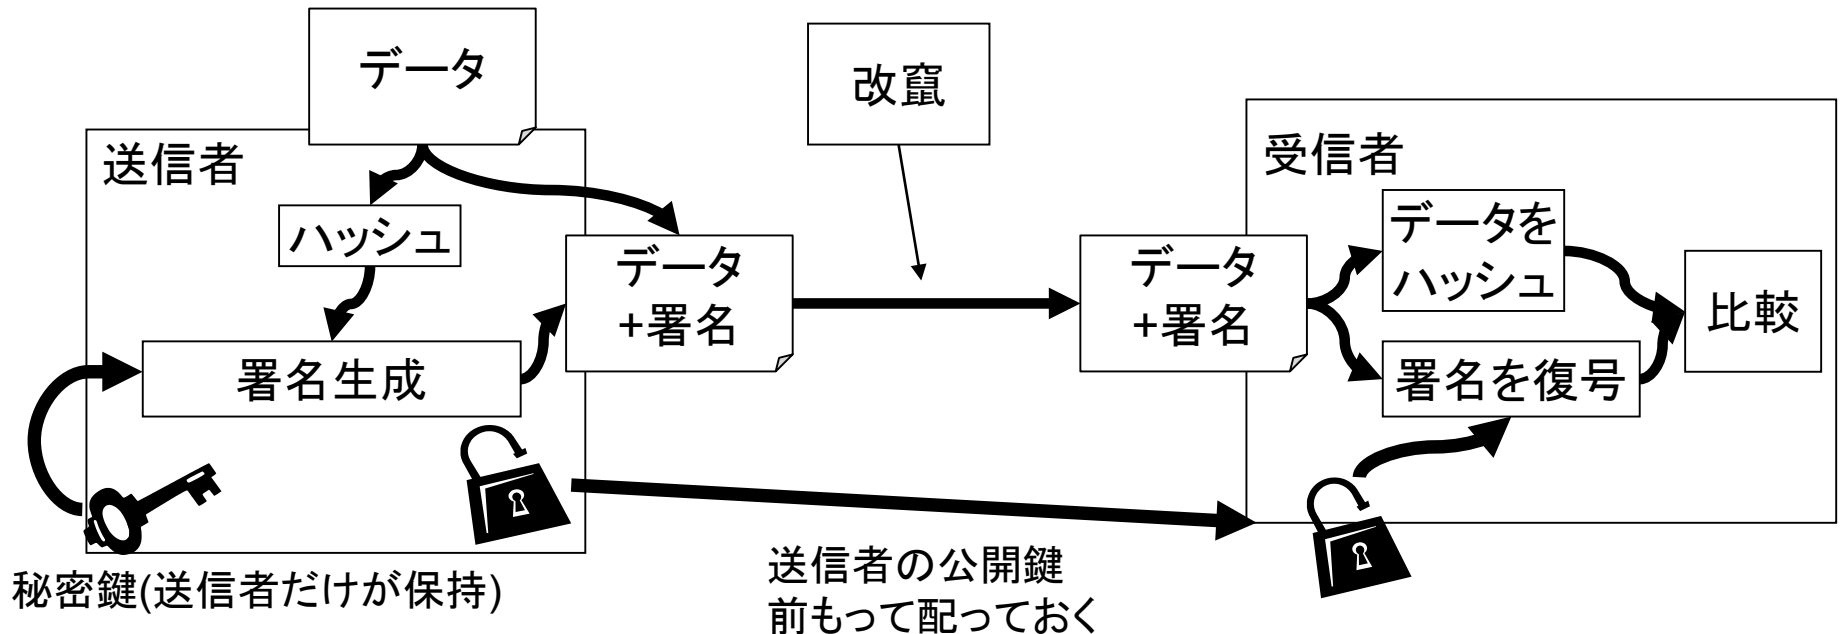 データ
改竄
送信者
ハッシュ
署名生成
データ
+署名
データ
+署名
受信者
データを
ハッシュ
署名を復号
比較
秘密鍵(送信者だけが保持)
送信者の公開鍵
前もって配っておく